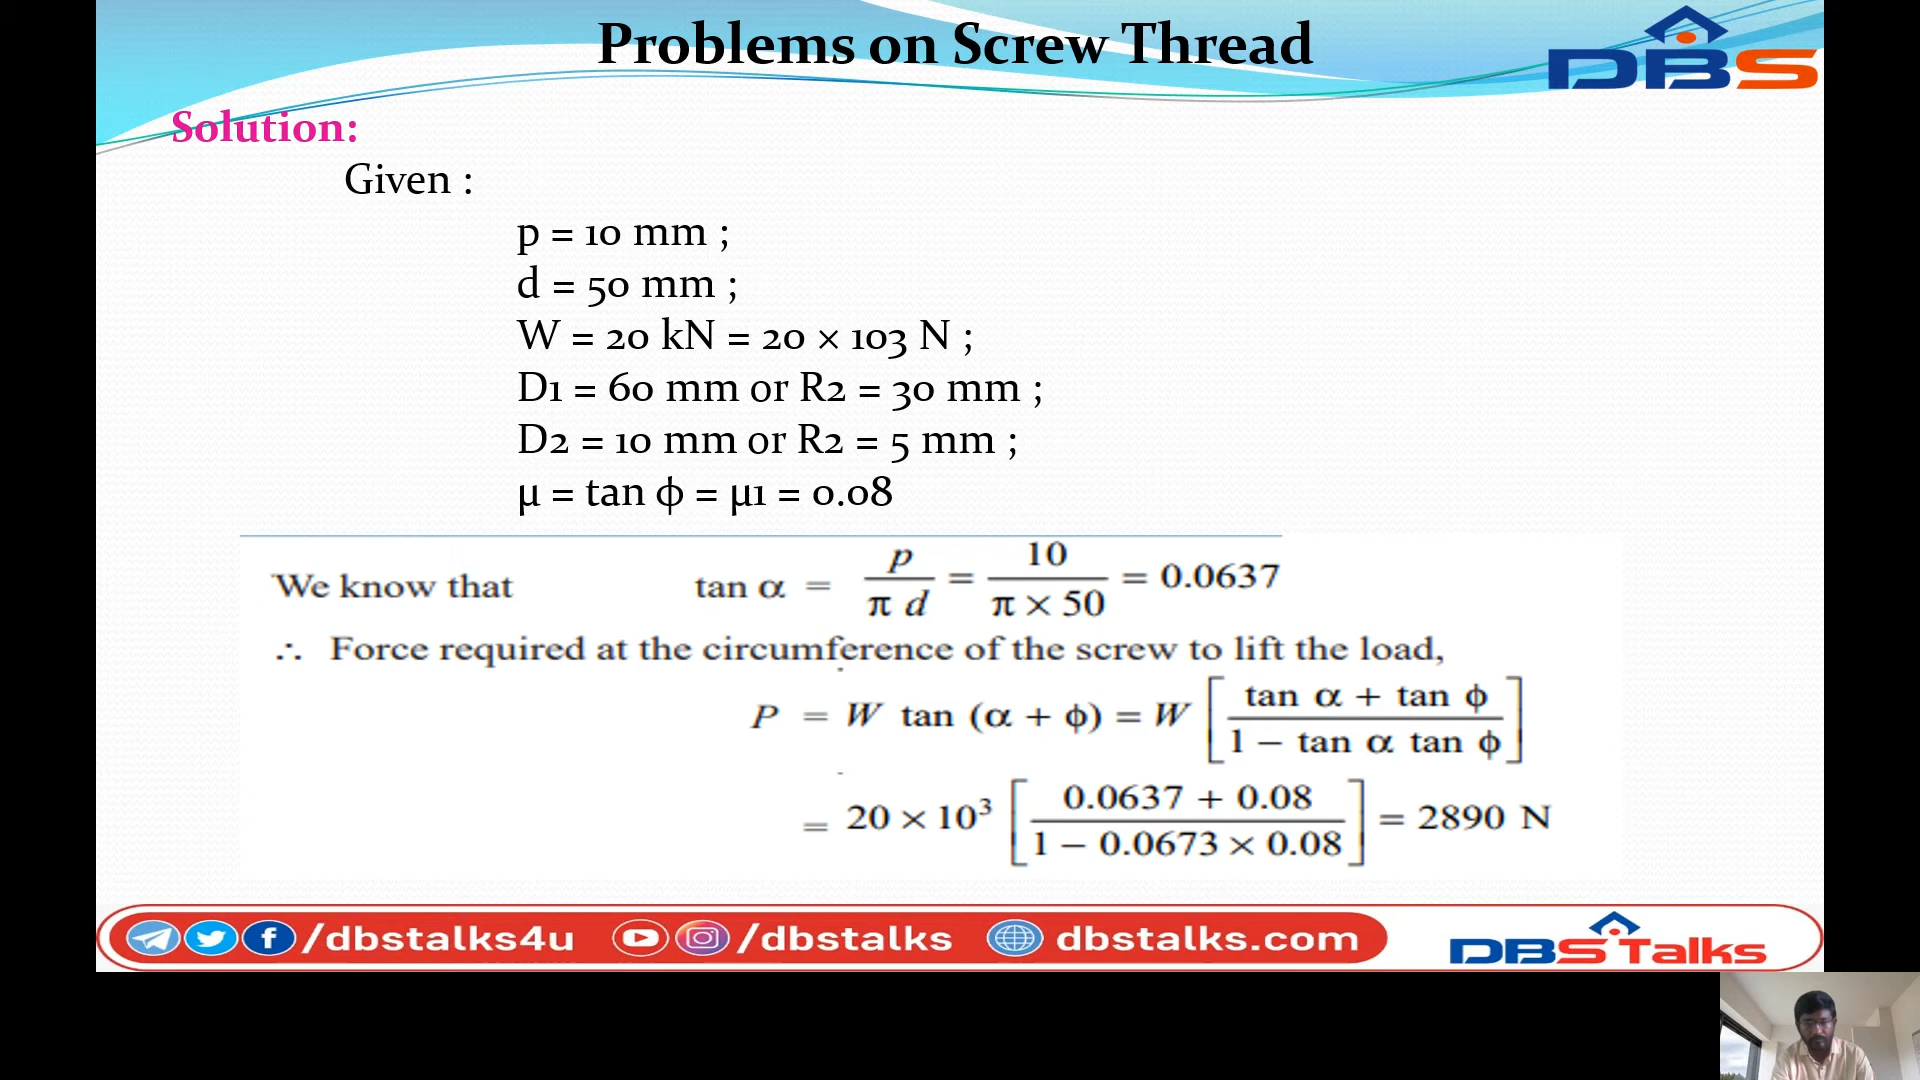 Problems on Screw Thread
DBS
Solution:
Given :
p = 10 mm ;
d = 50 mm ;
W = 20 kN = 20 × 103 N ;
D1 = 60 mm or R2 = 30 mm ;
D2 = 10 mm or R2 = 5 mm ;
μ = tan ϕ = μ1 = 0.08
We know that tan α = p / π d = 10 / π × 50 = 0.0637
∴ Force required at the circumference of the screw to lift the load,
P = W tan (α + ϕ) = W [ tan α + tan ϕ / 1 − tan α tan ϕ ]
= 20 × 10³ [ 0.0637 + 0.08 / 1 − 0.0673 × 0.08 ] = 2890 N
/dbstalks4u /dbstalks dbstalks.com DBS Talks